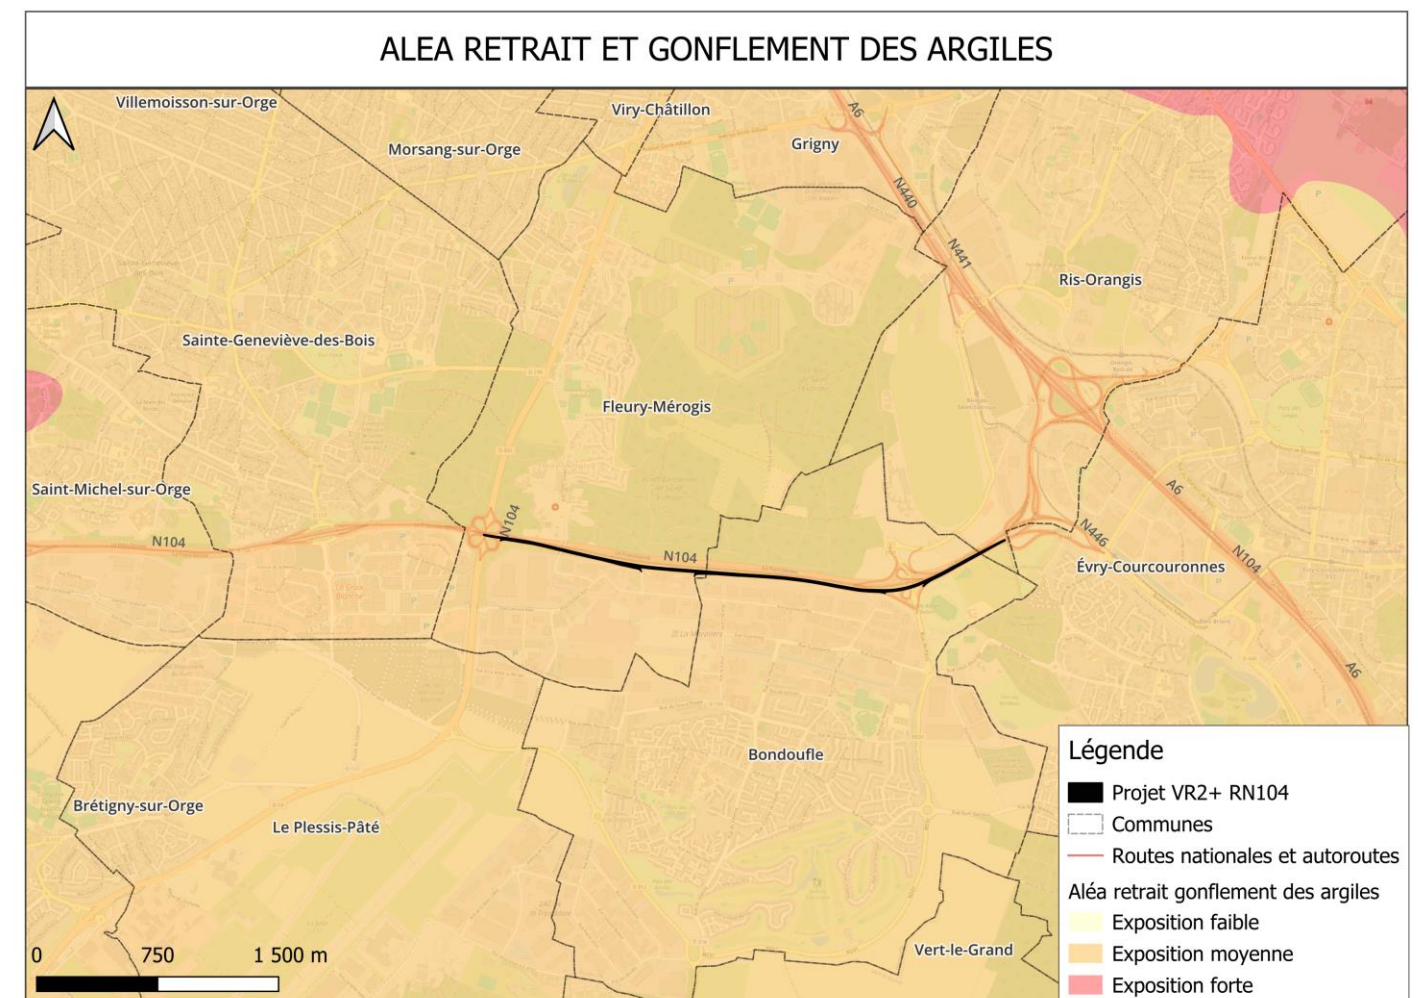 ALEA RETRAIT ET GONFLEMENT DES ARGILES
Villemoisson-sur-Orge
Viry-Châtillon
A6
Morsang-sur-Orge
Grigny
N440
N441
Ris-Orangis
Sainte-Geneviève-des-Bois
Fleury-Mérogis
Saint-Michel-sur-Orge
A6
N104
N104
N104
N446
N104
Évry-Courcouronnes
A6
Bondoufle
Brétigny-sur-Orge
Le Plessis-Pâté
Vert-le-Grand
0 750 1 500 m
Légende
Projet VR2+ RN104
Communes
Routes nationales et autoroutes
Aléa retrait gonflement des argiles
Exposition faible
Exposition moyenne
Exposition forte